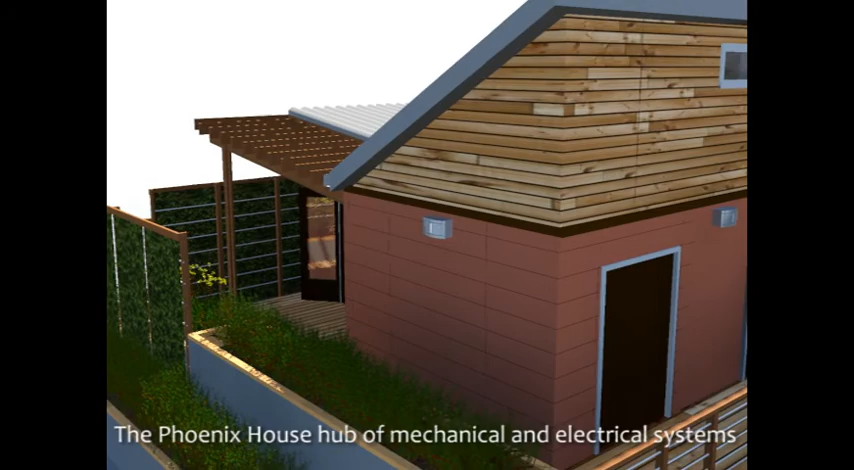 The Phoenix House hub of mechanical and electrical systems